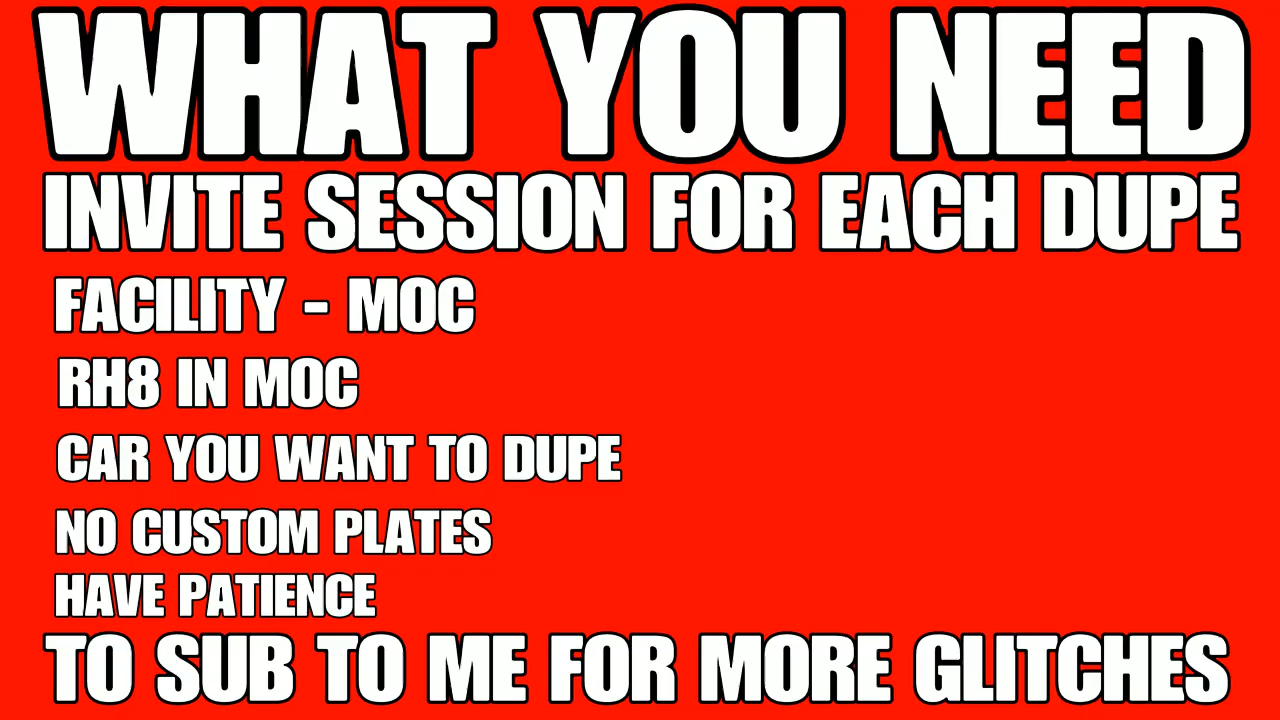 WHAT YOU NEED
INVITE SESSION FOR EACH DUPE
FACILITY - MOC
RH8 IN MOC
CAR YOU WANT TO DUPE
NO CUSTOM PLATES
HAVE PATIENCE
TO SUB TO ME FOR MORE GLITCHES